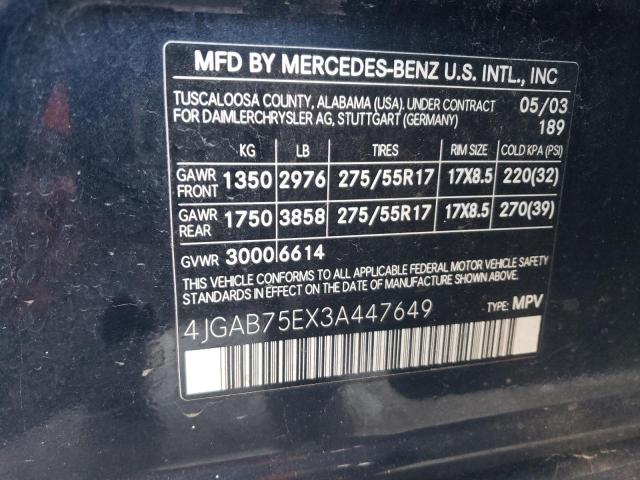 MFD BY MERCEDES-BENZ U.S. INTL., INC
TUSCALOOSA COUNTY, ALABAMA (USA). UNDER CONTRACT 05/03
FOR DAIMLERCHRYSLER AG, STUTTGART (GERMANY) 189
KG LB TIRES RIM SIZE COLD KPA (PSI)
GAWR FRONT 1350 2976 275/55R17 17X8.5 220(32)
GAWR REAR 1750 3858 275/55R17 17X8.5 270(39)
GVWR 3000 6614
THIS VEHICLE CONFORMS TO ALL APPLICABLE FEDERAL MOTOR VEHICLE SAFETY
STANDARDS IN EFFECT ON THE DATE OF MANUFACTURE SHOWN ABOVE.
4JGAB75EX3A447649 TYPE: MPV